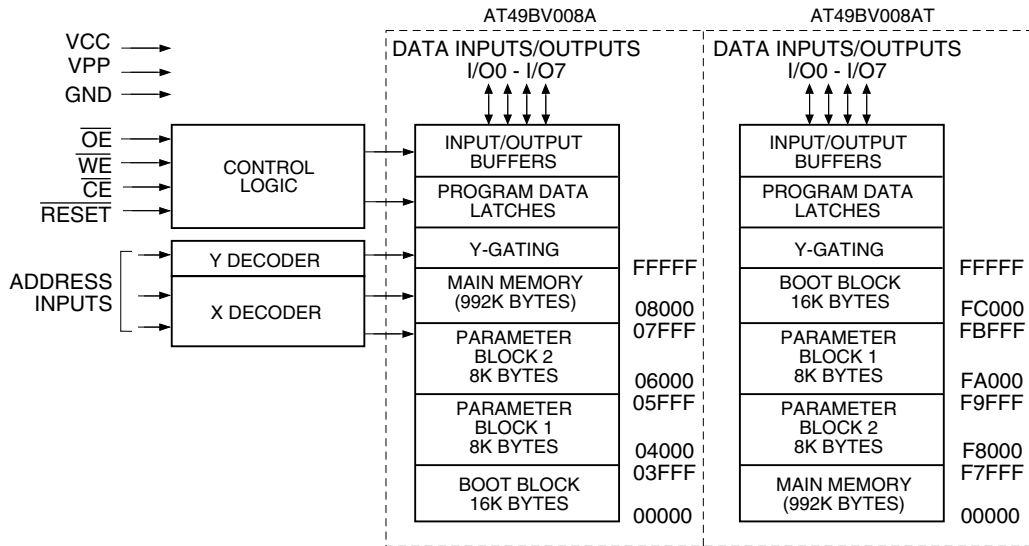 AT49BV008A
AT49BV008AT
VCC
VPP
GND
OE
WE
CE
RESET
ADDRESS
INPUTS
CONTROL
LOGIC
Y DECODER
X DECODER
DATA INPUTS/OUTPUTS
I/O0 - I/O7
INPUT/OUTPUT
BUFFERS
PROGRAM DATA
LATCHES
Y-GATING
MAIN MEMORY
(992K BYTES)
PARAMETER
BLOCK 2
8K BYTES
PARAMETER
BLOCK 1
8K BYTES
BOOT BLOCK
16K BYTES
FFFFF
08000
07FFF
06000
05FFF
04000
03FFF
00000
DATA INPUTS/OUTPUTS
I/O0 - I/O7
INPUT/OUTPUT
BUFFERS
PROGRAM DATA
LATCHES
Y-GATING
BOOT BLOCK
16K BYTES
PARAMETER
BLOCK 1
8K BYTES
PARAMETER
BLOCK 2
8K BYTES
MAIN MEMORY
(992K BYTES)
FFFFF
FC000
FBFFF
FA000
F9FFF
F8000
F7FFF
00000